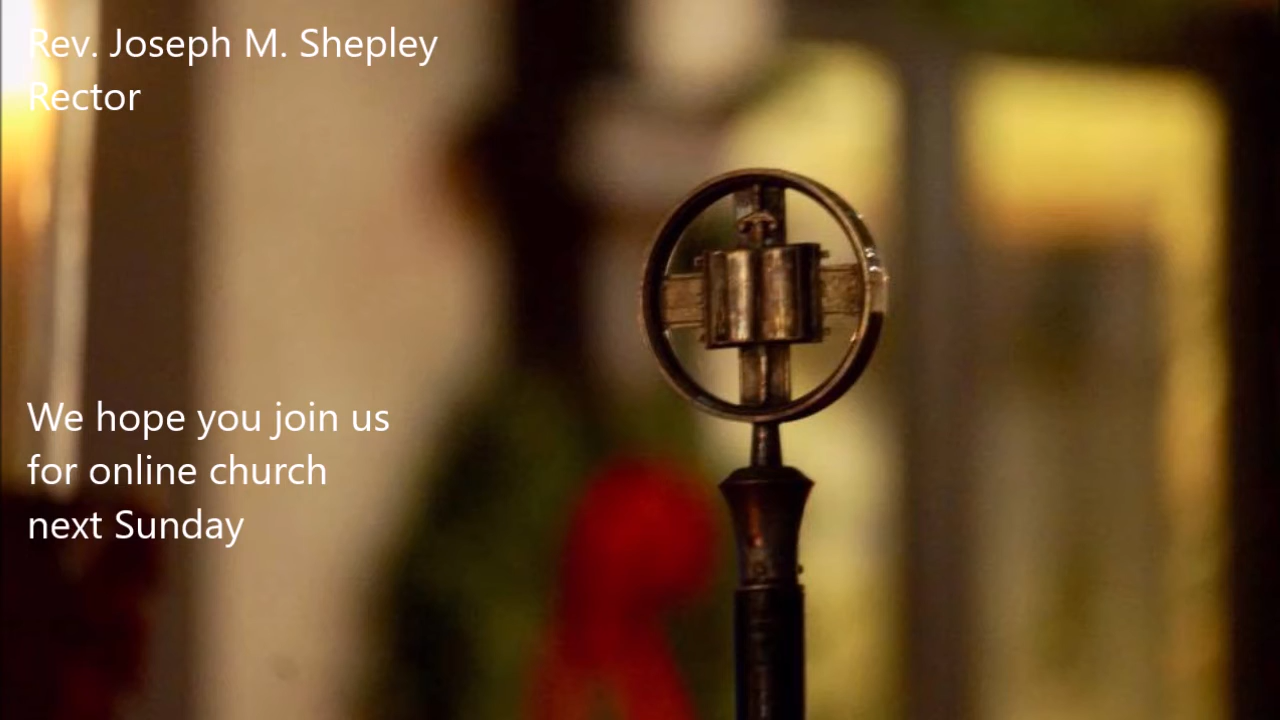 Rev. Joseph M. Shepley
Rector
We hope you join us
for online church
next Sunday